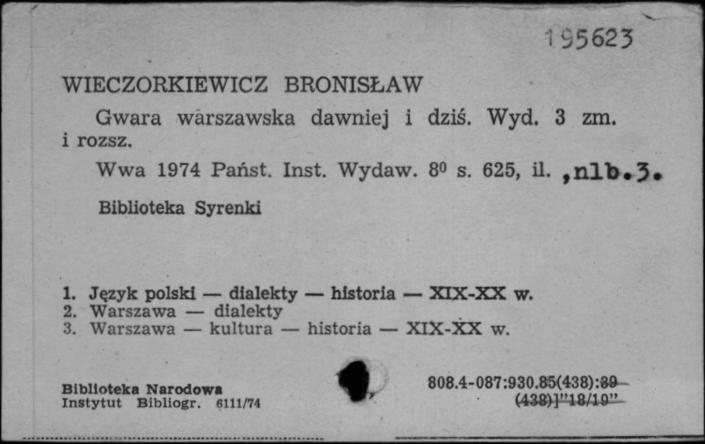 195623
WIECZORKIEWICZ BRONISŁAW
Gwara warszawska dawniej i dziś. Wyd. 3 zm.
i rozsz.
Wwa 1974 Państ. Inst. Wydaw. 8⁰ s. 625, il. ,nlb.3.
Biblioteka Syrenki
1. Język polski — dialekty — historia — XIX-XX w.
2. Warszawa — dialekty
3. Warszawa — kultura — historia — XIX-XX w.
Biblioteka Narodowa
Instytut Bibliogr. 6111/74
808.4-087:930.85(438):89
(438)]"18/19"